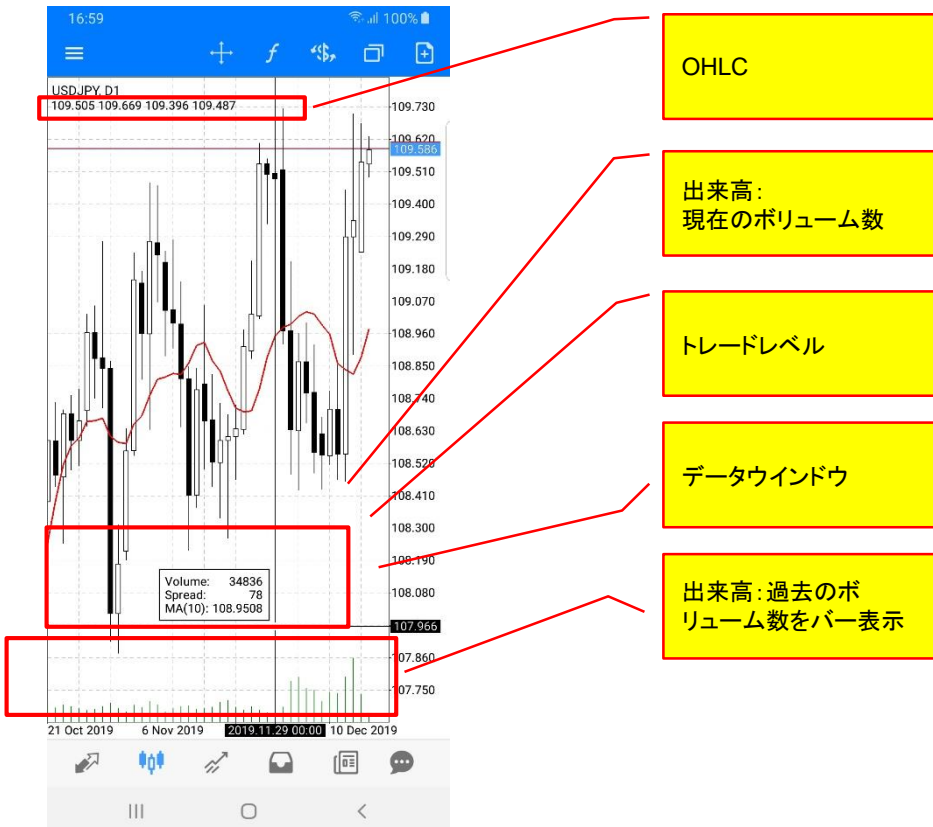 16:59
100%
f
USDJPY, D1
109.505 109.669 109.396 109.487
109.730
109.620
109.586
109.510
109.400
109.290
109.180
109.070
108.960
108.850
108.740
108.630
108.520
108.410
108.300
108.190
108.080
107.966
107.860
107.750
Volume: 34836
Spread: 78
MA(10): 108.9508
21 Oct 2019
6 Nov 2019
2019.11.29 00:00
10 Dec 2019
OHLC
出来高：
現在のボリューム数
トレードレベル
データウインドウ
出来高：過去のボ
リューム数をバー表示